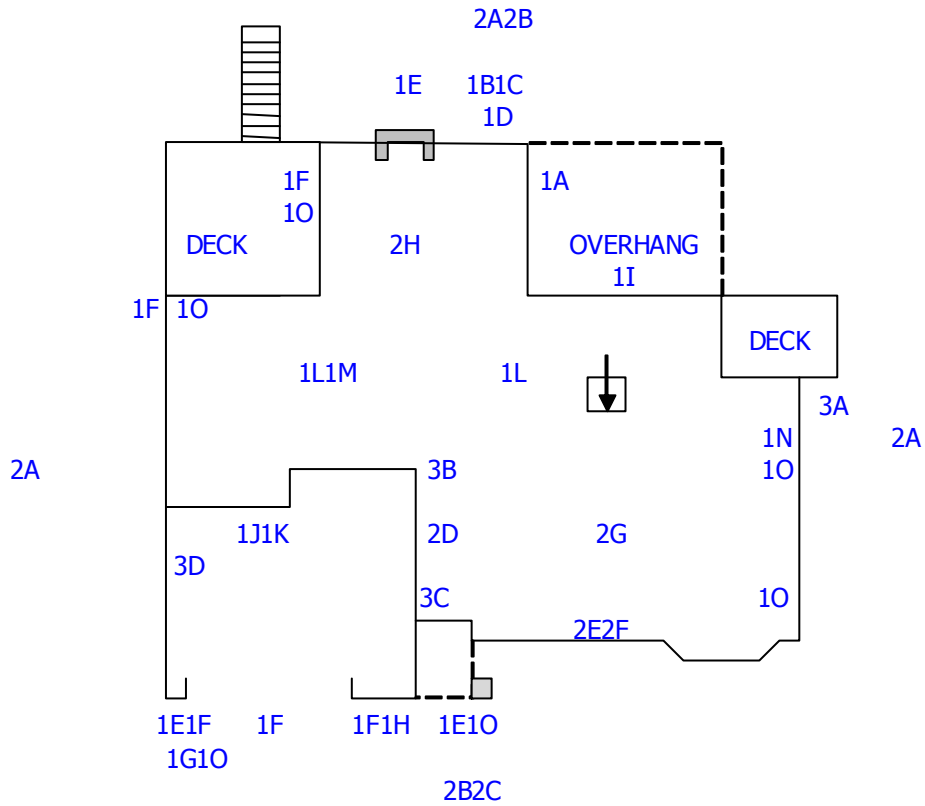 2A2B
1E 1B1C
1D
1F 1A
1O
DECK 2H OVERHANG
1I
1F 1O
DECK
1L1M 1L
3A
1N 2A
2A 3B 1O
1J1K 2D 2G
3D
3C 1O
2E2F
1E1F 1F 1F1H 1E1O
1G1O
2B2C